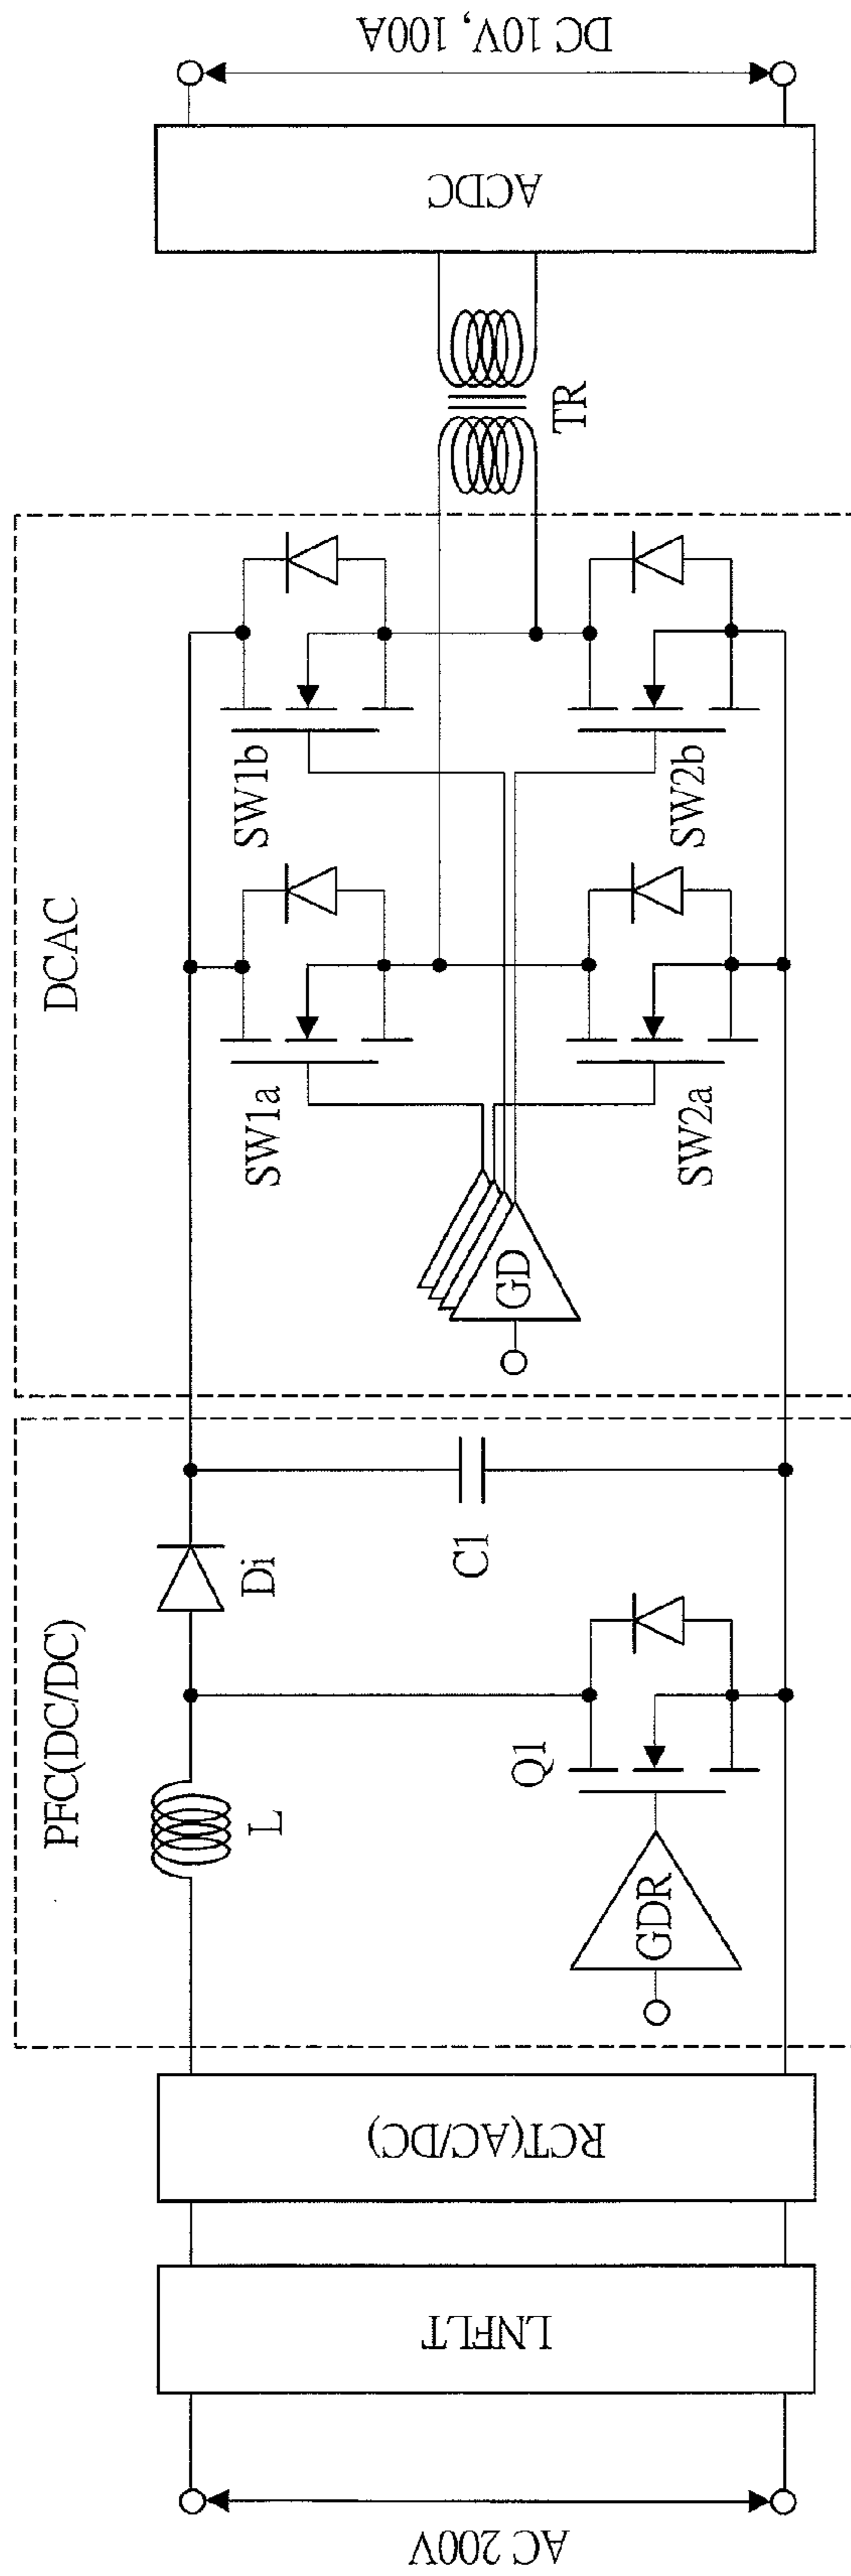 AC 200V
LNFLT
RCT(AC/DC)
PFC(DC/DC)
L
Di
GDR
Q1
C1
DCAC
GD
SW1a
SW2a
SW1b
SW2b
TR
ACDC
DC 10V, 100A